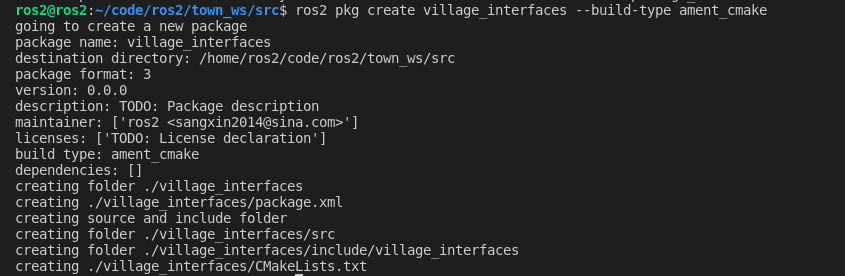 ros2@ros2:~/code/ros2/town_ws/src$ ros2 pkg create village_interfaces --build-type ament_cmake
going to create a new package
package name: village_interfaces
destination directory: /home/ros2/code/ros2/town_ws/src
package format: 3
version: 0.0.0
description: TODO: Package description
maintainer: ['ros2 <sangxin2014@sina.com>']
licenses: ['TODO: License declaration']
build type: ament_cmake
dependencies: []
creating folder ./village_interfaces
creating ./village_interfaces/package.xml
creating source and include folder
creating folder ./village_interfaces/src
creating folder ./village_interfaces/include/village_interfaces
creating ./village_interfaces/CMakeLists.txt